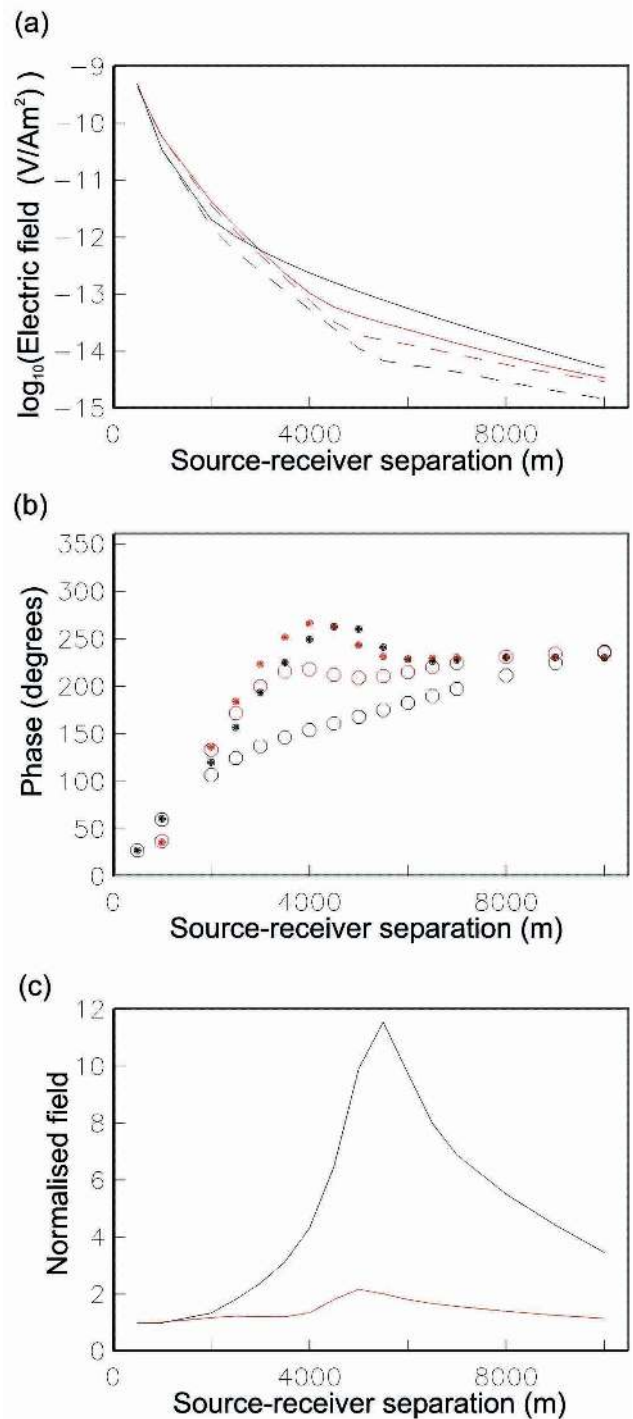 (a)
log₁₀(Electric field (V/Am²))
−9
−10
−11
−12
−13
−14
−15
0 4000 8000
Source-receiver separation (m)
(b)
Phase (degrees)
350
300
250
200
150
100
50
0
0 4000 8000
Source-receiver separation (m)
(c)
Normalised field
12
10
8
6
4
2
0
0 4000 8000
Source-receiver separation (m)